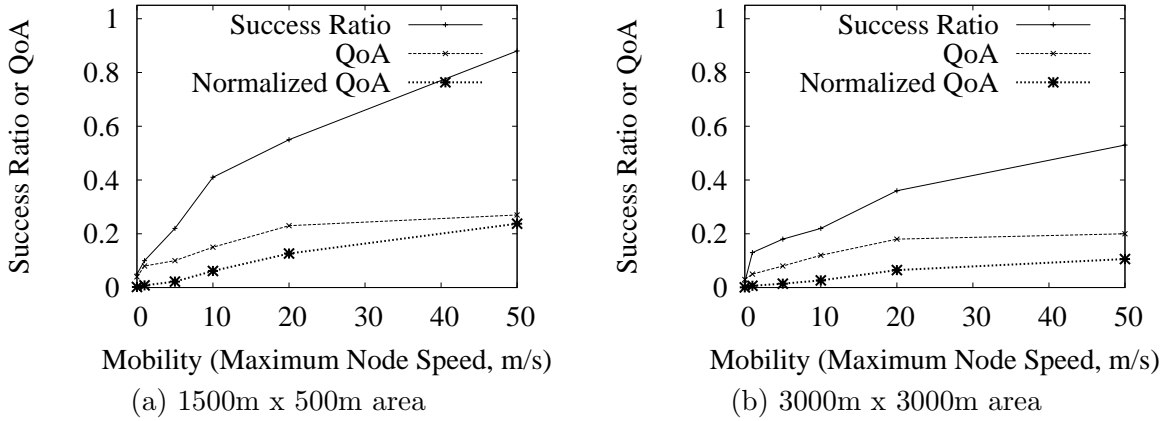 Success Ratio or QoA
1
0.8
0.6
0.4
0.2
0
Success Ratio
QoA
Normalized QoA
0 10 20 30 40 50
Mobility (Maximum Node Speed, m/s)
(a) 1500m x 500m area
Success Ratio or QoA
1
0.8
0.6
0.4
0.2
0
Success Ratio
QoA
Normalized QoA
0 10 20 30 40 50
Mobility (Maximum Node Speed, m/s)
(b) 3000m x 3000m area